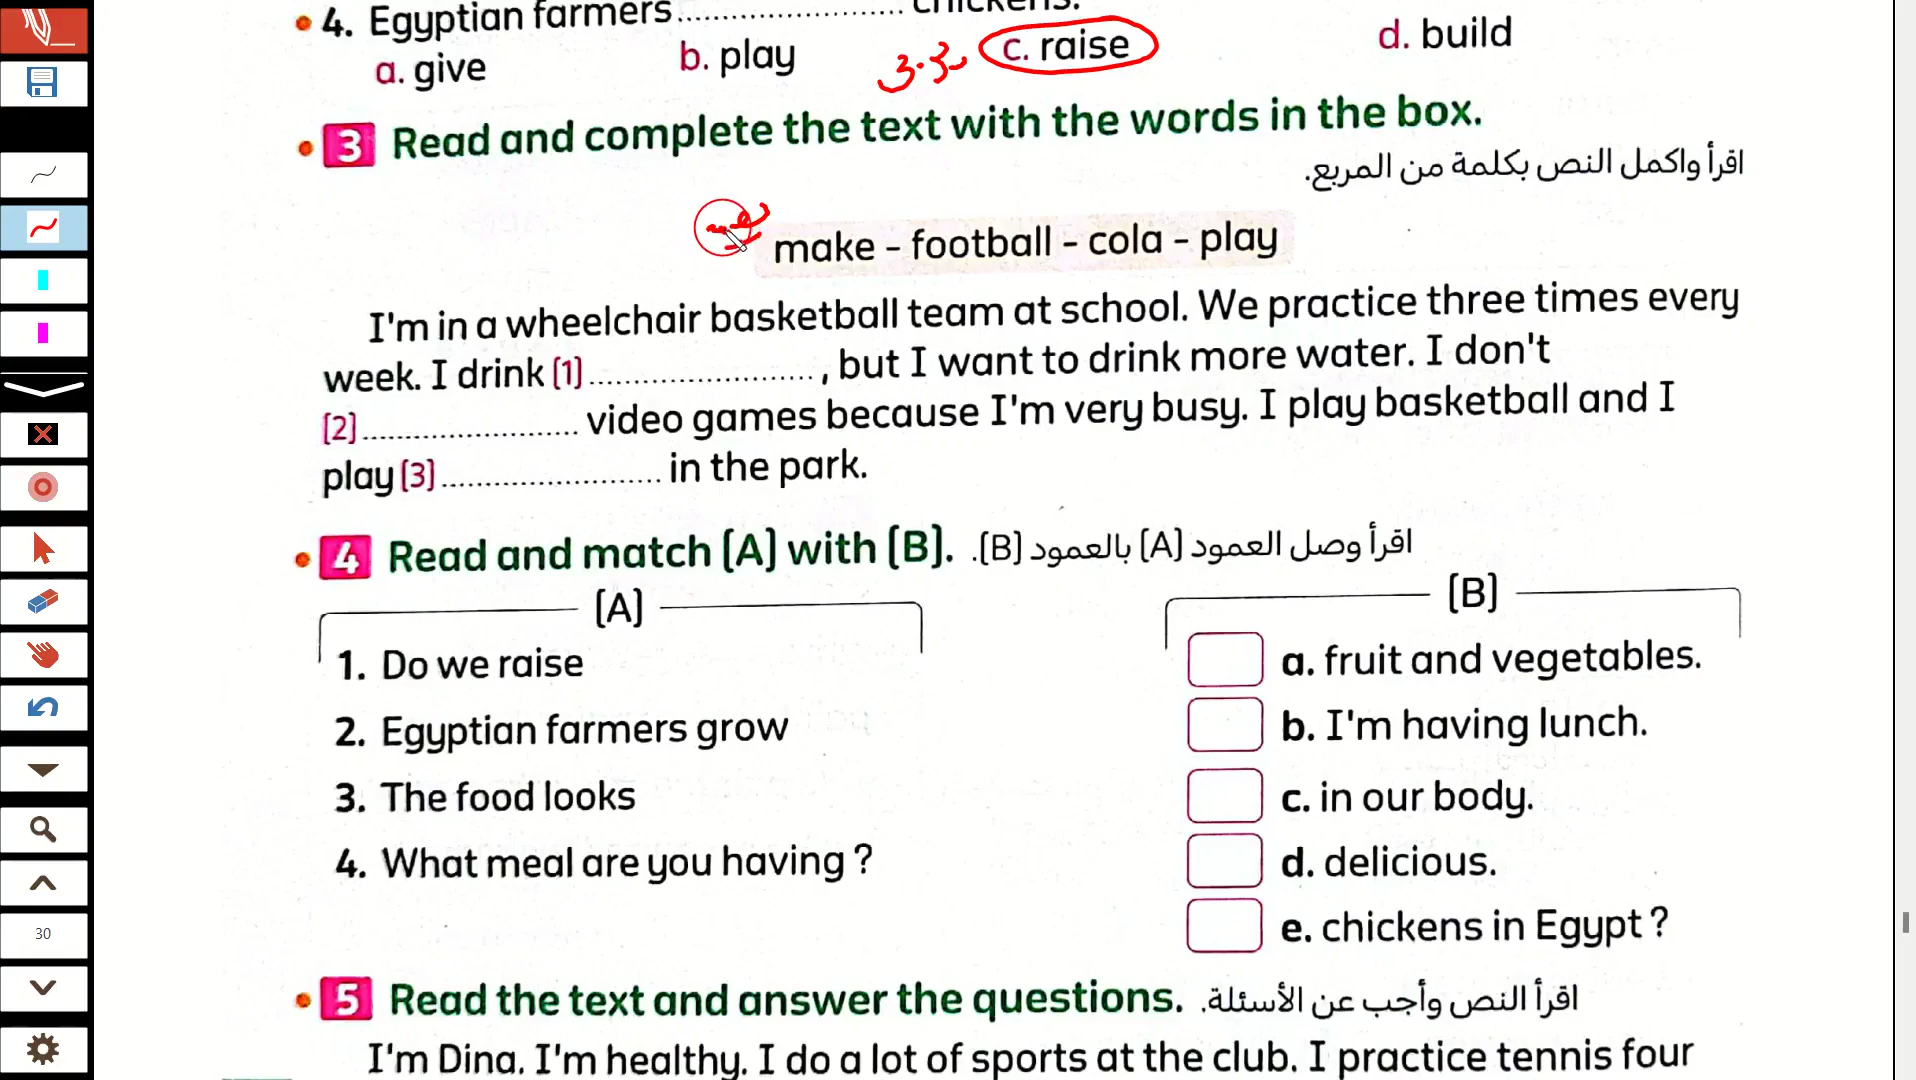 4. Egyptian farmers ........................ chickens.
a. give b. play c. raise d. build
3 Read and complete the text with the words in the box.
اقرأ واكمل النص بكلمة من المربع.
make - football - cola - play
I'm in a wheelchair basketball team at school. We practice three times every
week. I drink (1) ........................ , but I want to drink more water. I don't
(2) ........................ video games because I'm very busy. I play basketball and I
play (3) ........................ in the park.
4 Read and match (A) with (B). اقرأ وصل العمود (A) بالعمود (B).
(A) (B)
1. Do we raise a. fruit and vegetables.
2. Egyptian farmers grow b. I'm having lunch.
3. The food looks c. in our body.
4. What meal are you having ? d. delicious.
e. chickens in Egypt ?
30
5 Read the text and answer the questions. اقرأ النص وأجب عن الأسئلة.
I'm Dina. I'm healthy. I do a lot of sports at the club. I practice tennis four